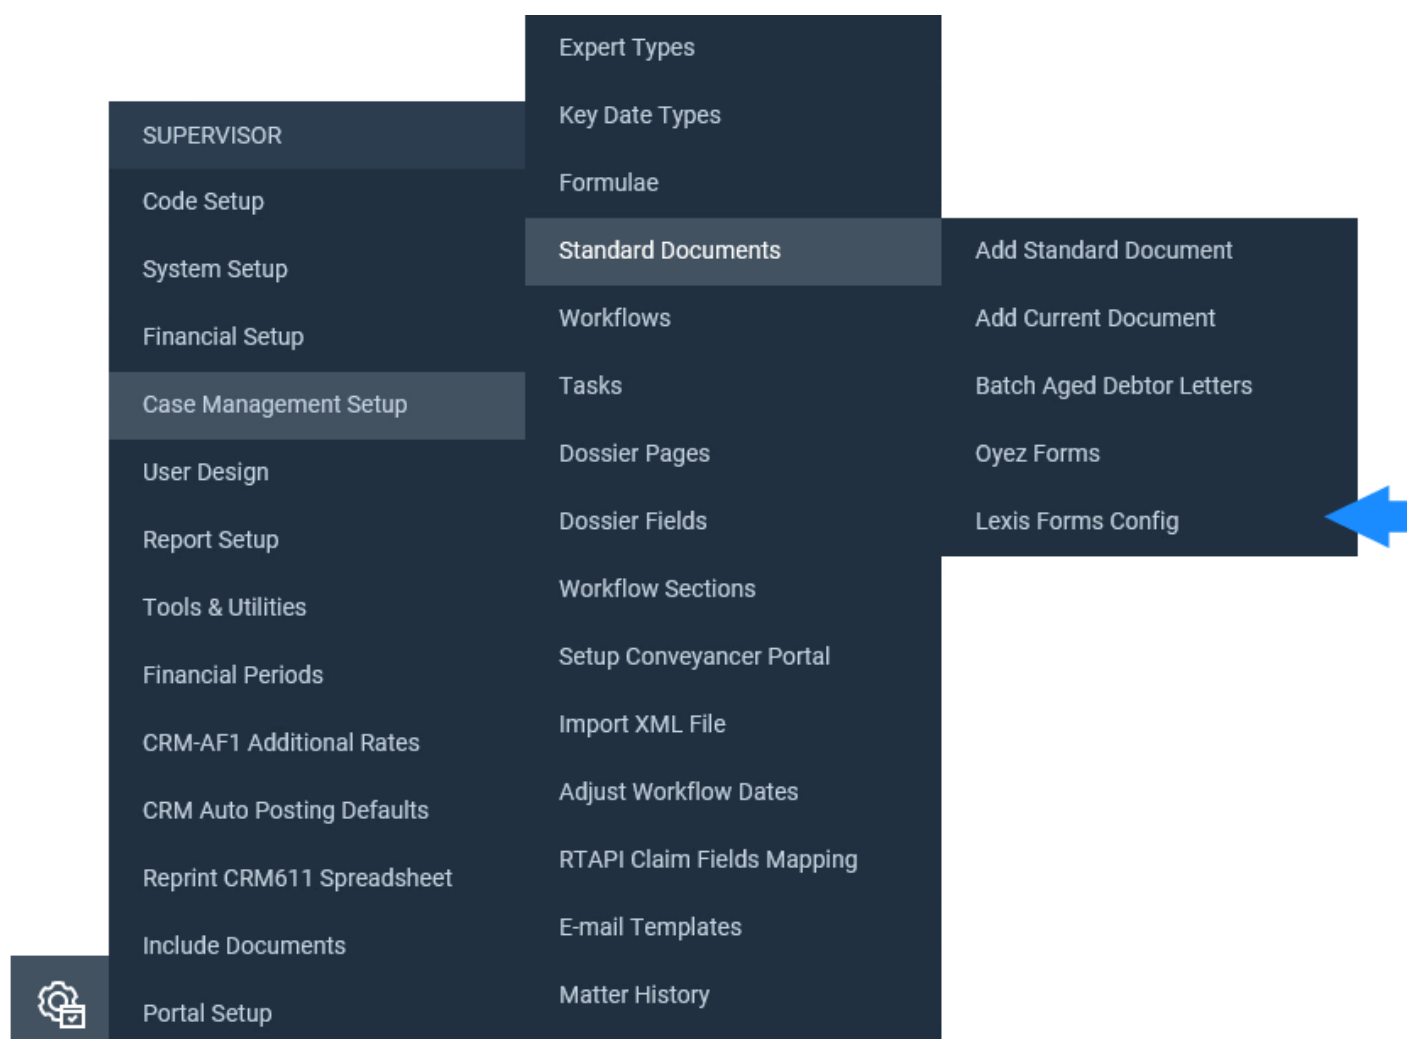 SUPERVISOR
Code Setup
System Setup
Financial Setup
Case Management Setup
User Design
Report Setup
Tools & Utilities
Financial Periods
CRM-AF1 Additional Rates
CRM Auto Posting Defaults
Reprint CRM611 Spreadsheet
Include Documents
Portal Setup
Expert Types
Key Date Types
Formulae
Standard Documents
Workflows
Tasks
Dossier Pages
Dossier Fields
Workflow Sections
Setup Conveyancer Portal
Import XML File
Adjust Workflow Dates
RTAPI Claim Fields Mapping
E-mail Templates
Matter History
Add Standard Document
Add Current Document
Batch Aged Debtor Letters
Oyez Forms
Lexis Forms Config